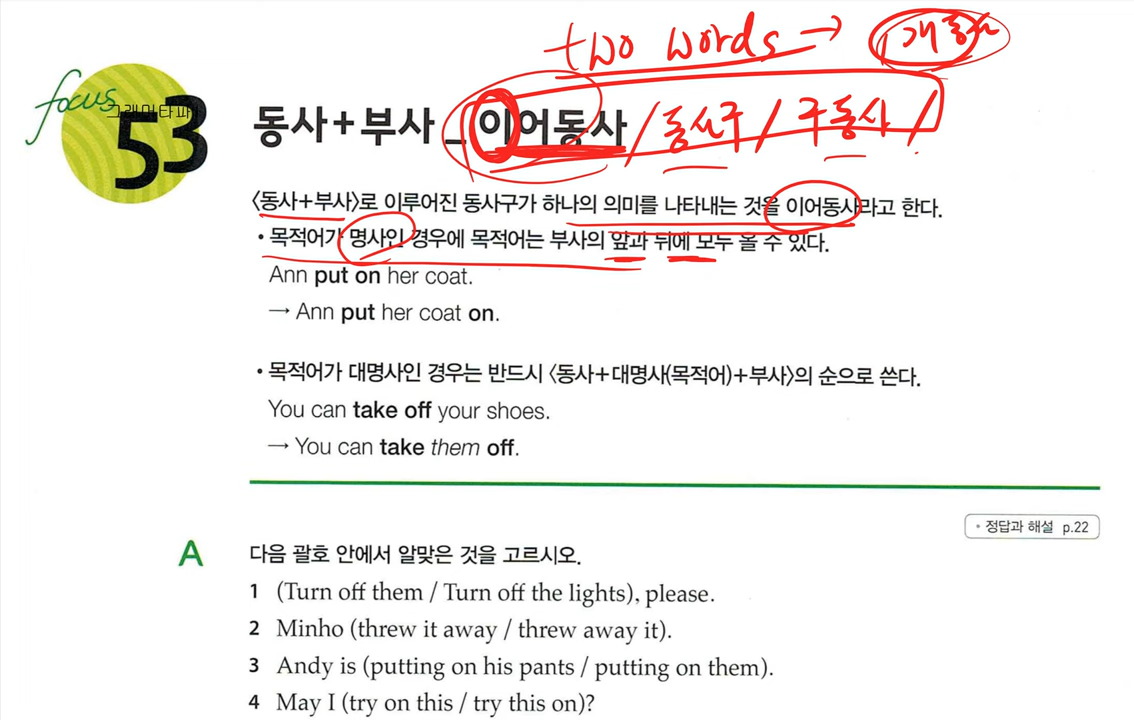 two words → 개동사
focus 53
그래머타파
동사+부사_이어동사 / 동사구 / 구동사 /
〈동사+부사〉로 이루어진 동사구가 하나의 의미를 나타내는 것을 이어동사라고 한다.
• 목적어가 명사인 경우에 목적어는 부사의 앞과 뒤에 모두 올 수 있다.
Ann put on her coat.
→ Ann put her coat on.
• 목적어가 대명사인 경우는 반드시 〈동사+대명사(목적어)+부사〉의 순으로 쓴다.
You can take off your shoes.
→ You can take them off.
• 정답과 해설 p.22
A 다음 괄호 안에서 알맞은 것을 고르시오.
1 (Turn off them / Turn off the lights), please.
2 Minho (threw it away / threw away it).
3 Andy is (putting on his pants / putting on them).
4 May I (try on this / try this on)?